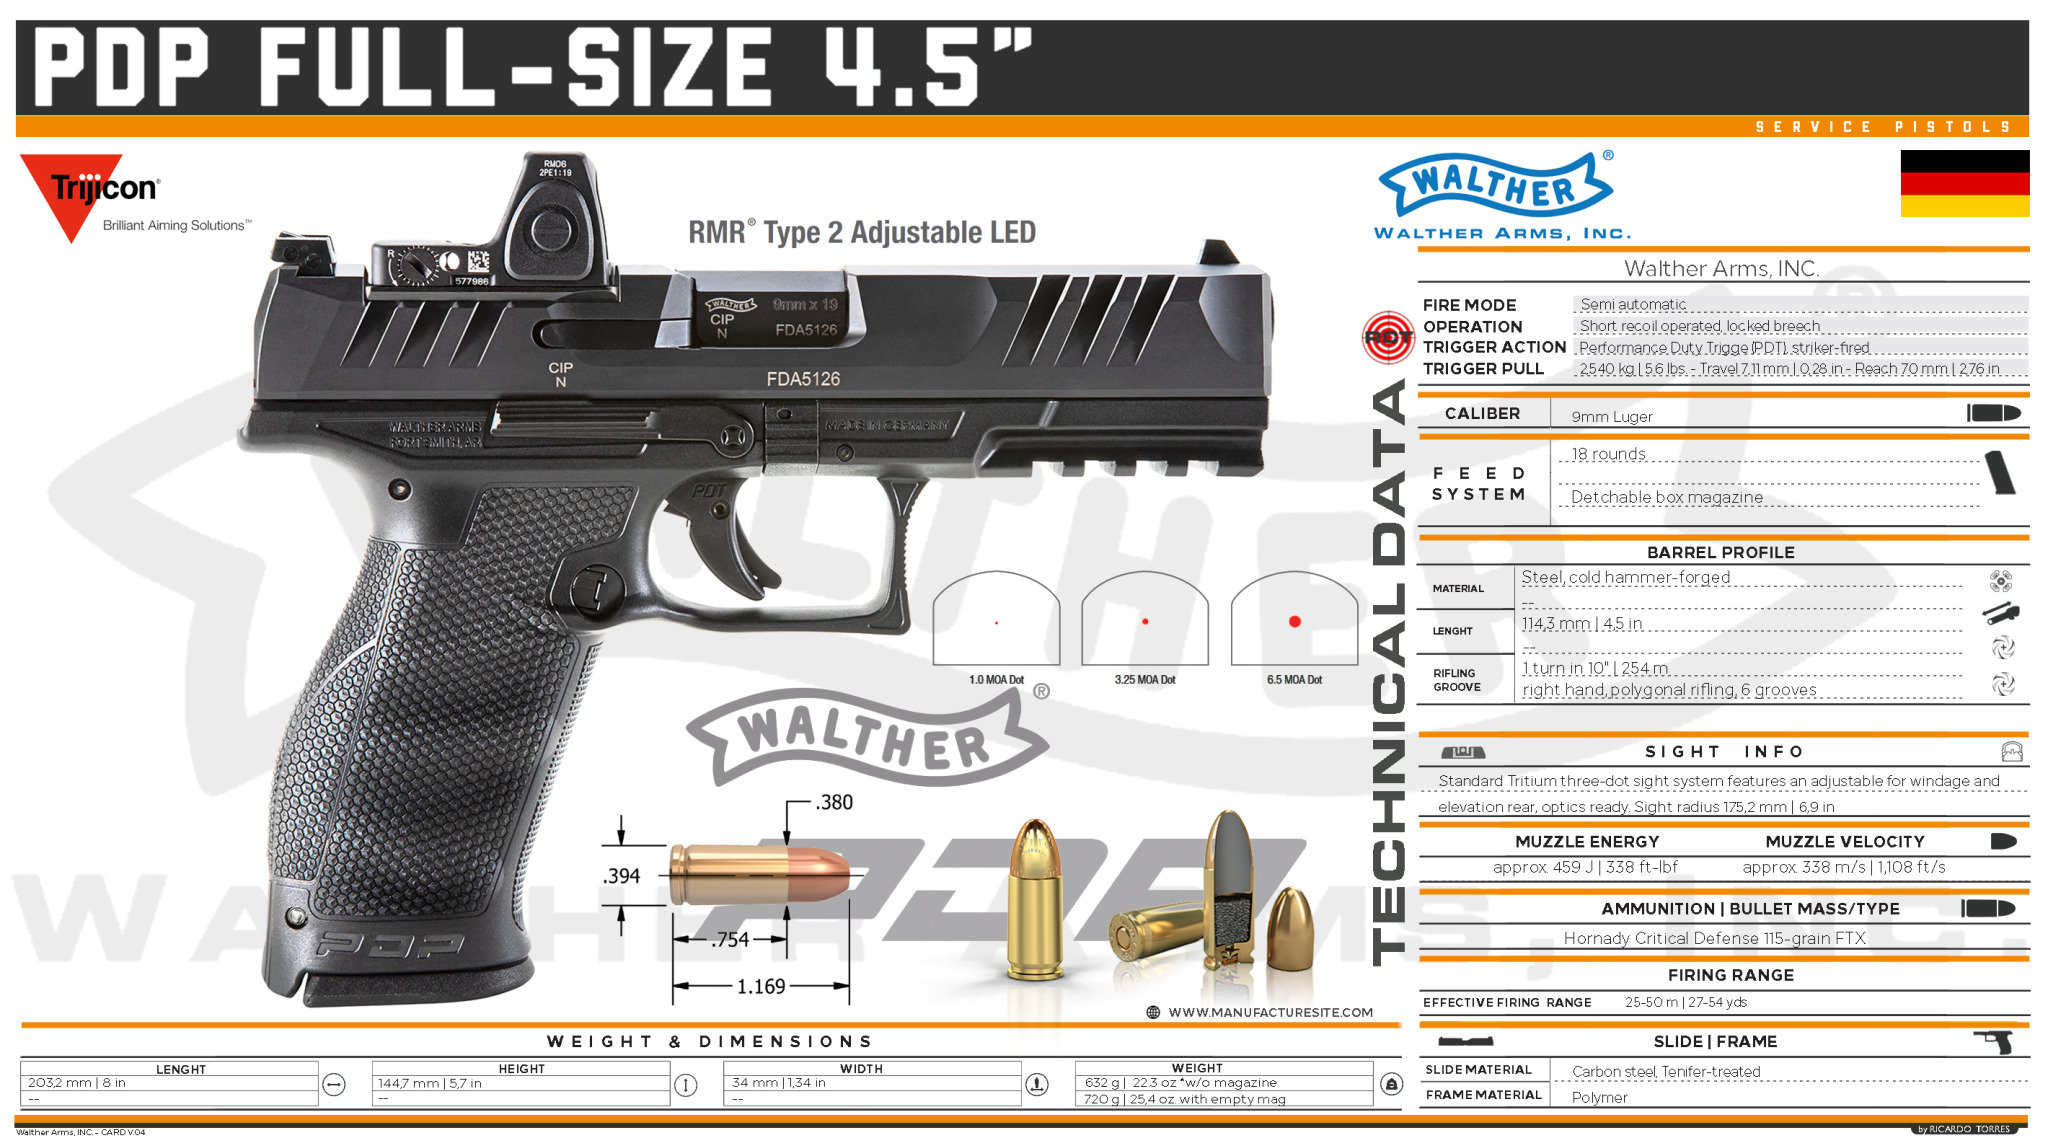 PDP FULL-SIZE 4.5"
SERVICE PISTOLS
Trijicon®
Brilliant Aiming Solutions™
RM06
2PE1:19
R
577986
RMR® Type 2 Adjustable LED
WALTHER
9mm x 19
CIP
N
FDA5126
CIP
N
FDA5126
WALTHER ARMS
FORT SMITH, AR
MADE IN GERMANY
PDT
PDP
1.0 MOA Dot
3.25 MOA Dot
6.5 MOA Dot
WALTHER®
.380
.394
.754
1.169
PDP
WWW.MANUFACTURESITE.COM
WALTHER®
WALTHER ARMS, INC.
WALTHER®
WALTHER ARMS, INC.
TECHNICAL DATA
PDT
Walther Arms, INC.
FIRE MODE Semi automatic
OPERATION Short recoil operated, locked breech
TRIGGER ACTION Performance Duty Trigge (PDT), striker-fired
TRIGGER PULL 2,540 kg | 5.6 lbs. - Travel 7,11 mm | 0,28 in - Reach 70 mm | 2,76 in
CALIBER 9mm Luger
FEED SYSTEM
18 rounds
Detchable box magazine
BARREL PROFILE
MATERIAL Steel, cold hammer-forged
--
LENGHT 114,3 mm | 4,5 in
--
RIFLING GROOVE
1 turn in 10" | 254 m
right hand, polygonal rifling, 6 grooves
SIGHT INFO
Standard Tritium three-dot sight system features an adjustable for windage and
elevation rear, optics ready. Sight radius 175,2 mm | 6,9 in
MUZZLE ENERGY MUZZLE VELOCITY
approx. 459 J | 338 ft-lbf approx. 338 m/s | 1,108 ft/s
AMMUNITION | BULLET MASS/TYPE
Hornady Critical Defense 115-grain FTX
FIRING RANGE
EFFECTIVE FIRING RANGE 25-50 m | 27-54 yds
SLIDE | FRAME
SLIDE MATERIAL Carbon steel, Tenifer-treated
FRAME MATERIAL Polymer
WEIGHT & DIMENSIONS
LENGHT
203,2 mm | 8 in
--
HEIGHT
144,7 mm | 5,7 in
--
WIDTH
34 mm | 1,34 in
--
WEIGHT
632 g | 22.3 oz *w/o magazine
720 g | 25,4 oz. with empty mag
Walther Arms, INC. - CARD V.04
by RICARDO TORRES